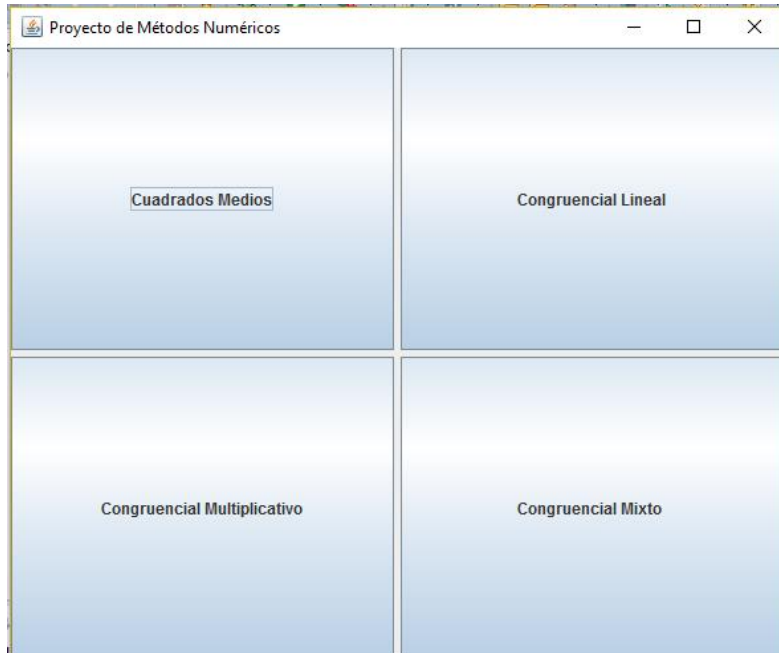 Proyecto de Métodos Numéricos
Cuadrados Medios
Congruencial Lineal
Congruencial Multiplicativo
Congruencial Mixto